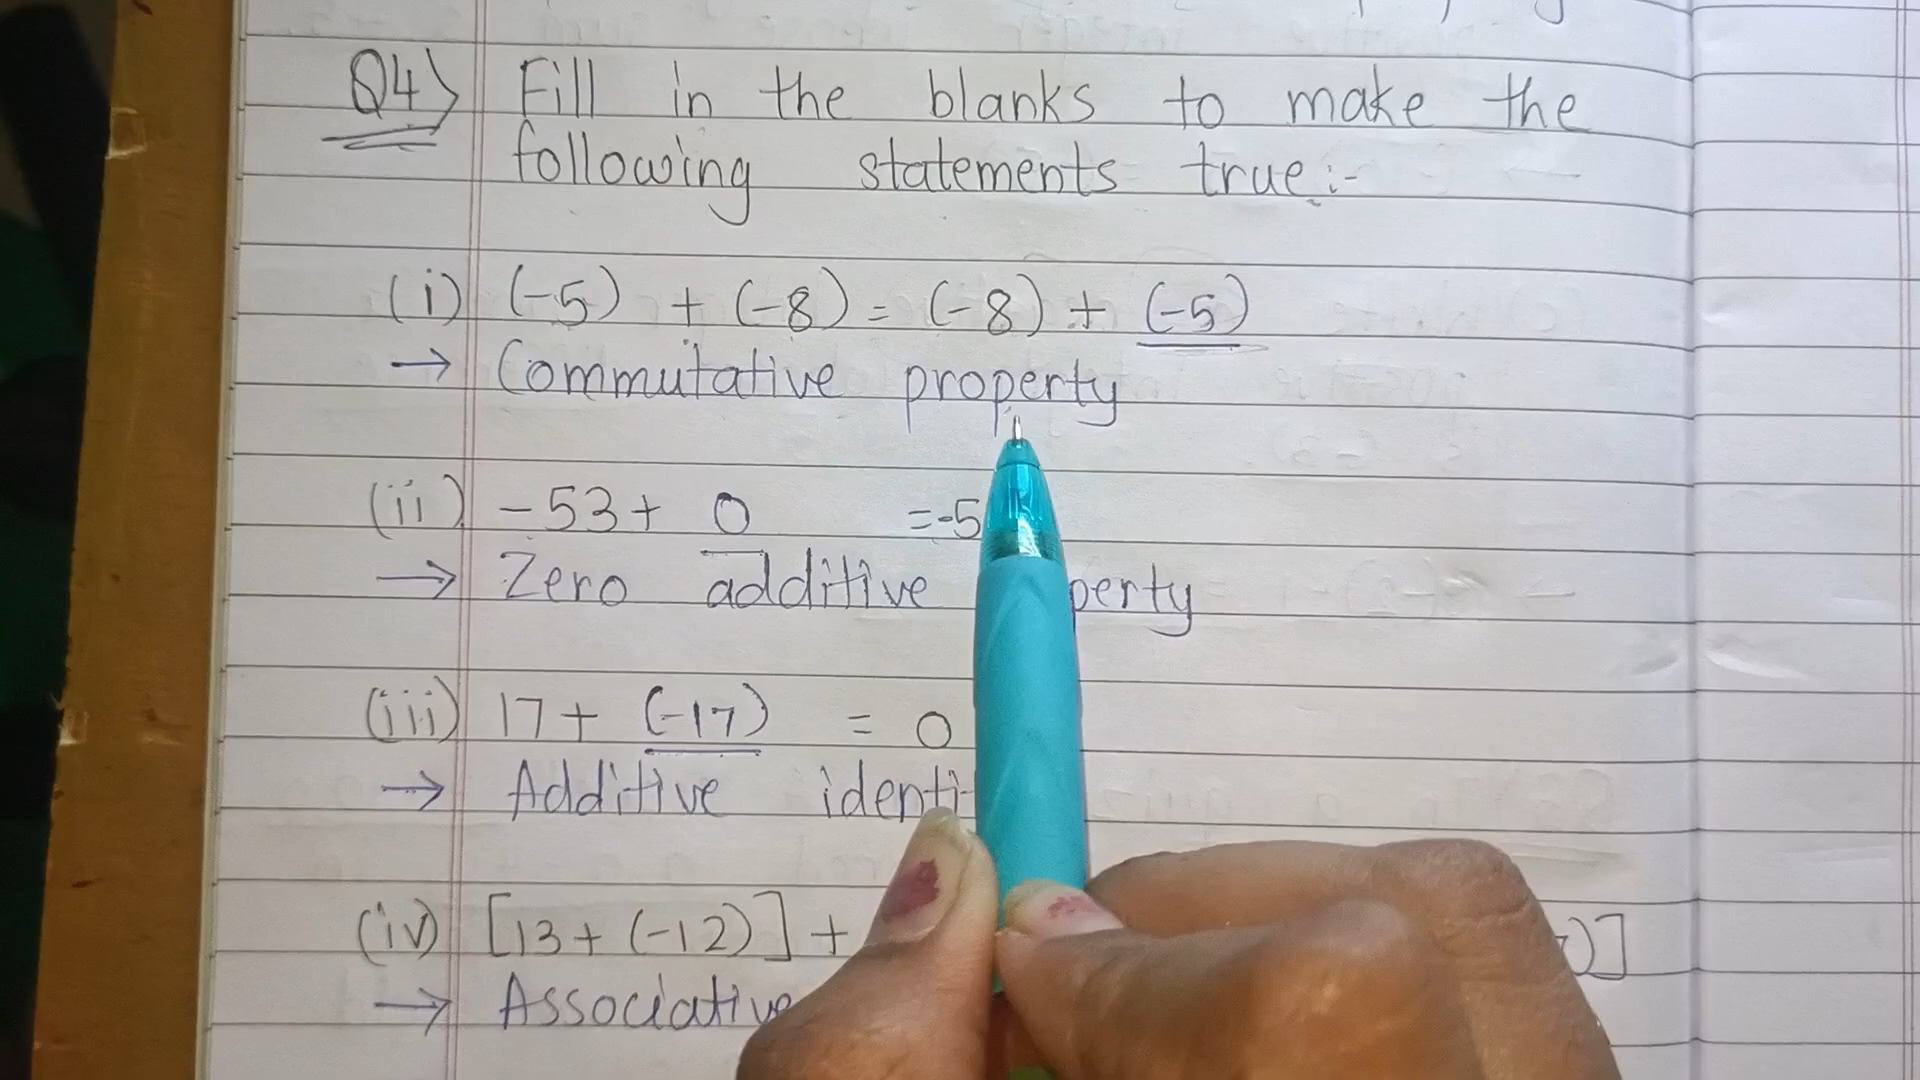 Q4) Fill in the blanks to make the
following statements true:-
(i) (-5) + (-8) = (-8) + (-5)
→ Commutative property
(ii) -53 + 0 = -5
→ Zero additive perty
(iii) 17 + (-17) = 0
→ Additive identi
(iv) [13 + (-12)] + )]
→ Associative